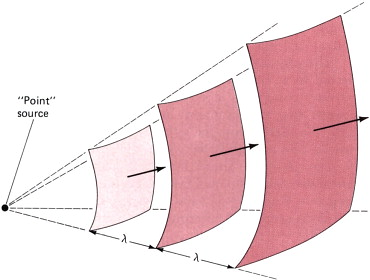 "Point"
source
λ
λ